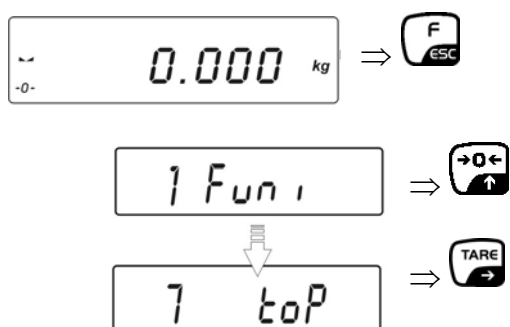 0.000 kg
-0-
F
ESC
1 Funi
→0←
↑
7 toP
TARE
→